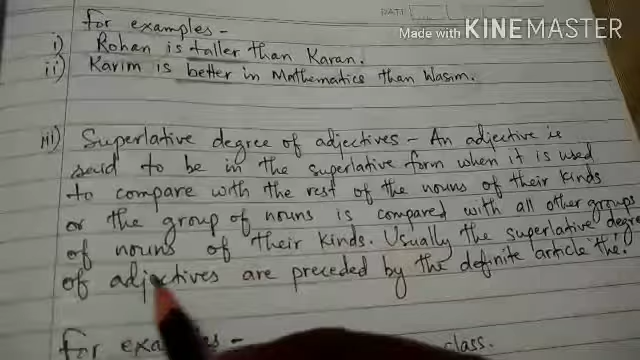 for examples -
DATE
Made with KINEMASTER
i) Rohan is taller than Karan.
ii) Karim is better in Mathematics than Wasim.
iii) Superlative degree of adjectives - An adjective is
said to be in the superlative form when it is used
to compare with the rest of the nouns of their kinds
or the group of nouns is compared with all other groups
of nouns of their kinds. Usually the superlative degree
of adjectives are preceded by the definite article 'the'.
for examples -
class.